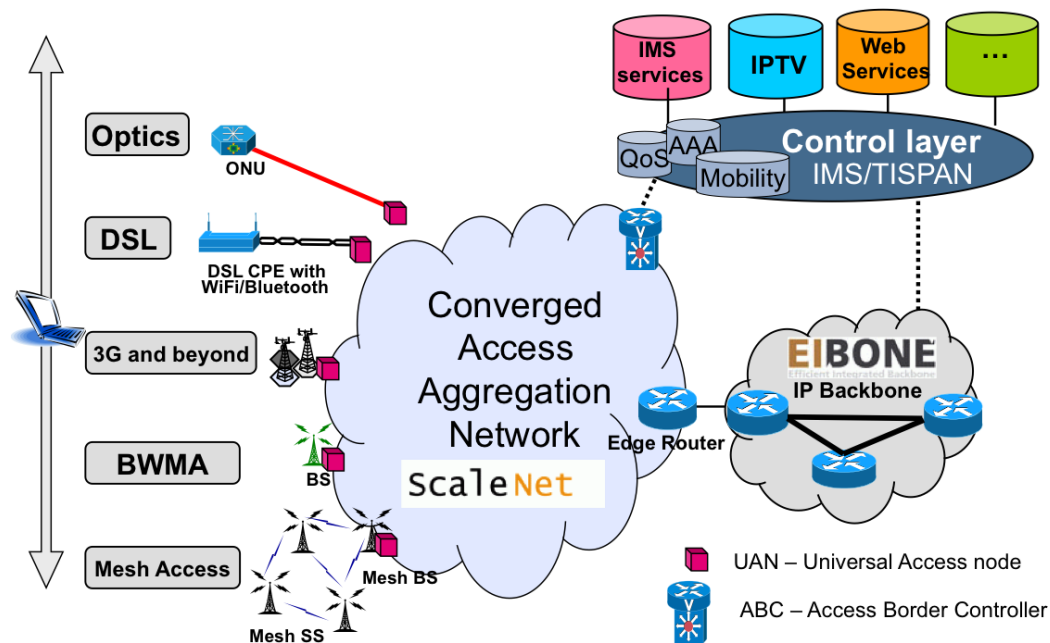 IMS
services
IPTV
Web
Services
...
Control layer
IMS/TISPAN
QoS
AAA
Mobility
Optics
ONU
DSL
DSL CPE with
WiFi/Bluetooth
3G and beyond
BWMA
BS
Mesh Access
Mesh BS
Mesh SS
Converged
Access
Aggregation
Network
ScaleNet
Edge Router
EIBONE
Efficient Integrated Backbone
IP Backbone
UAN – Universal Access node
ABC – Access Border Controller